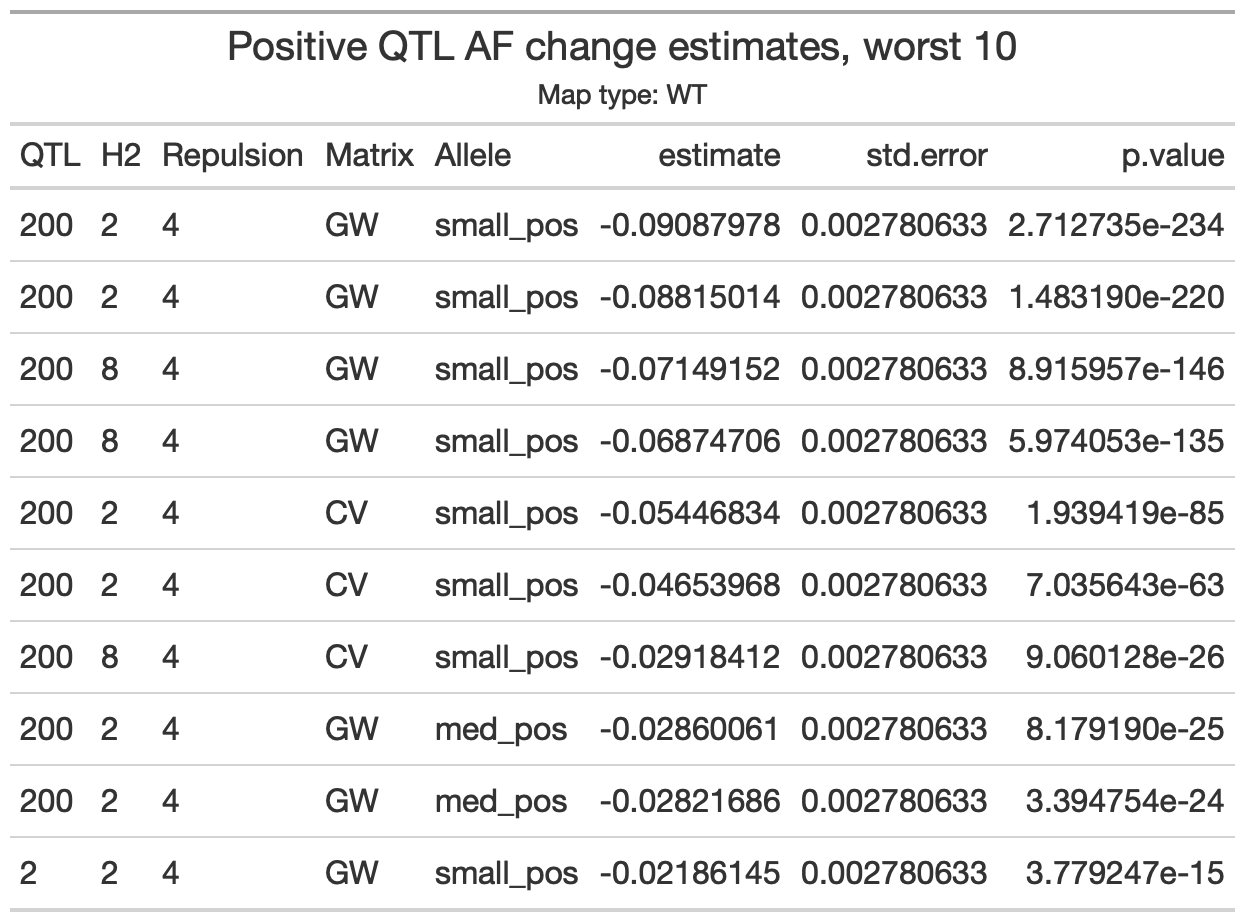 Positive QTL AF change estimates, worst 10
Map type: WT
QTL H2 Repulsion Matrix Allele estimate std.error p.value
200 2 4 GW small_pos -0.09087978 0.002780633 2.712735e-234
200 2 4 GW small_pos -0.08815014 0.002780633 1.483190e-220
200 8 4 GW small_pos -0.07149152 0.002780633 8.915957e-146
200 8 4 GW small_pos -0.06874706 0.002780633 5.974053e-135
200 2 4 CV small_pos -0.05446834 0.002780633 1.939419e-85
200 2 4 CV small_pos -0.04653968 0.002780633 7.035643e-63
200 8 4 CV small_pos -0.02918412 0.002780633 9.060128e-26
200 2 4 GW med_pos -0.02860061 0.002780633 8.179190e-25
200 2 4 GW med_pos -0.02821686 0.002780633 3.394754e-24
2 2 4 GW small_pos -0.02186145 0.002780633 3.779247e-15